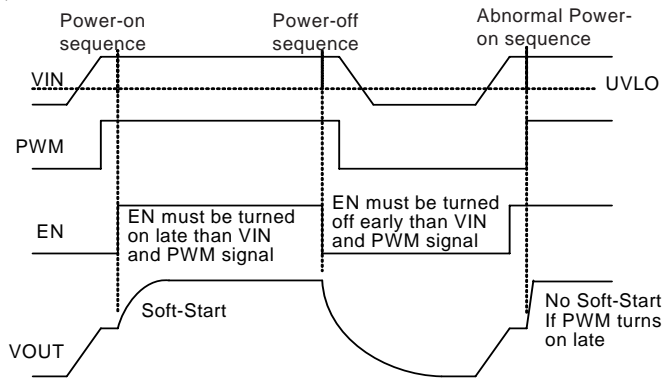 Power-on
sequence
Power-off
sequence
Abnormal Power-
on sequence
VIN
UVLO
PWM
EN
EN must be turned
on late than VIN
and PWM signal
EN must be turned
off early than VIN
and PWM signal
Soft-Start
No Soft-Start
If PWM turns
on late
VOUT